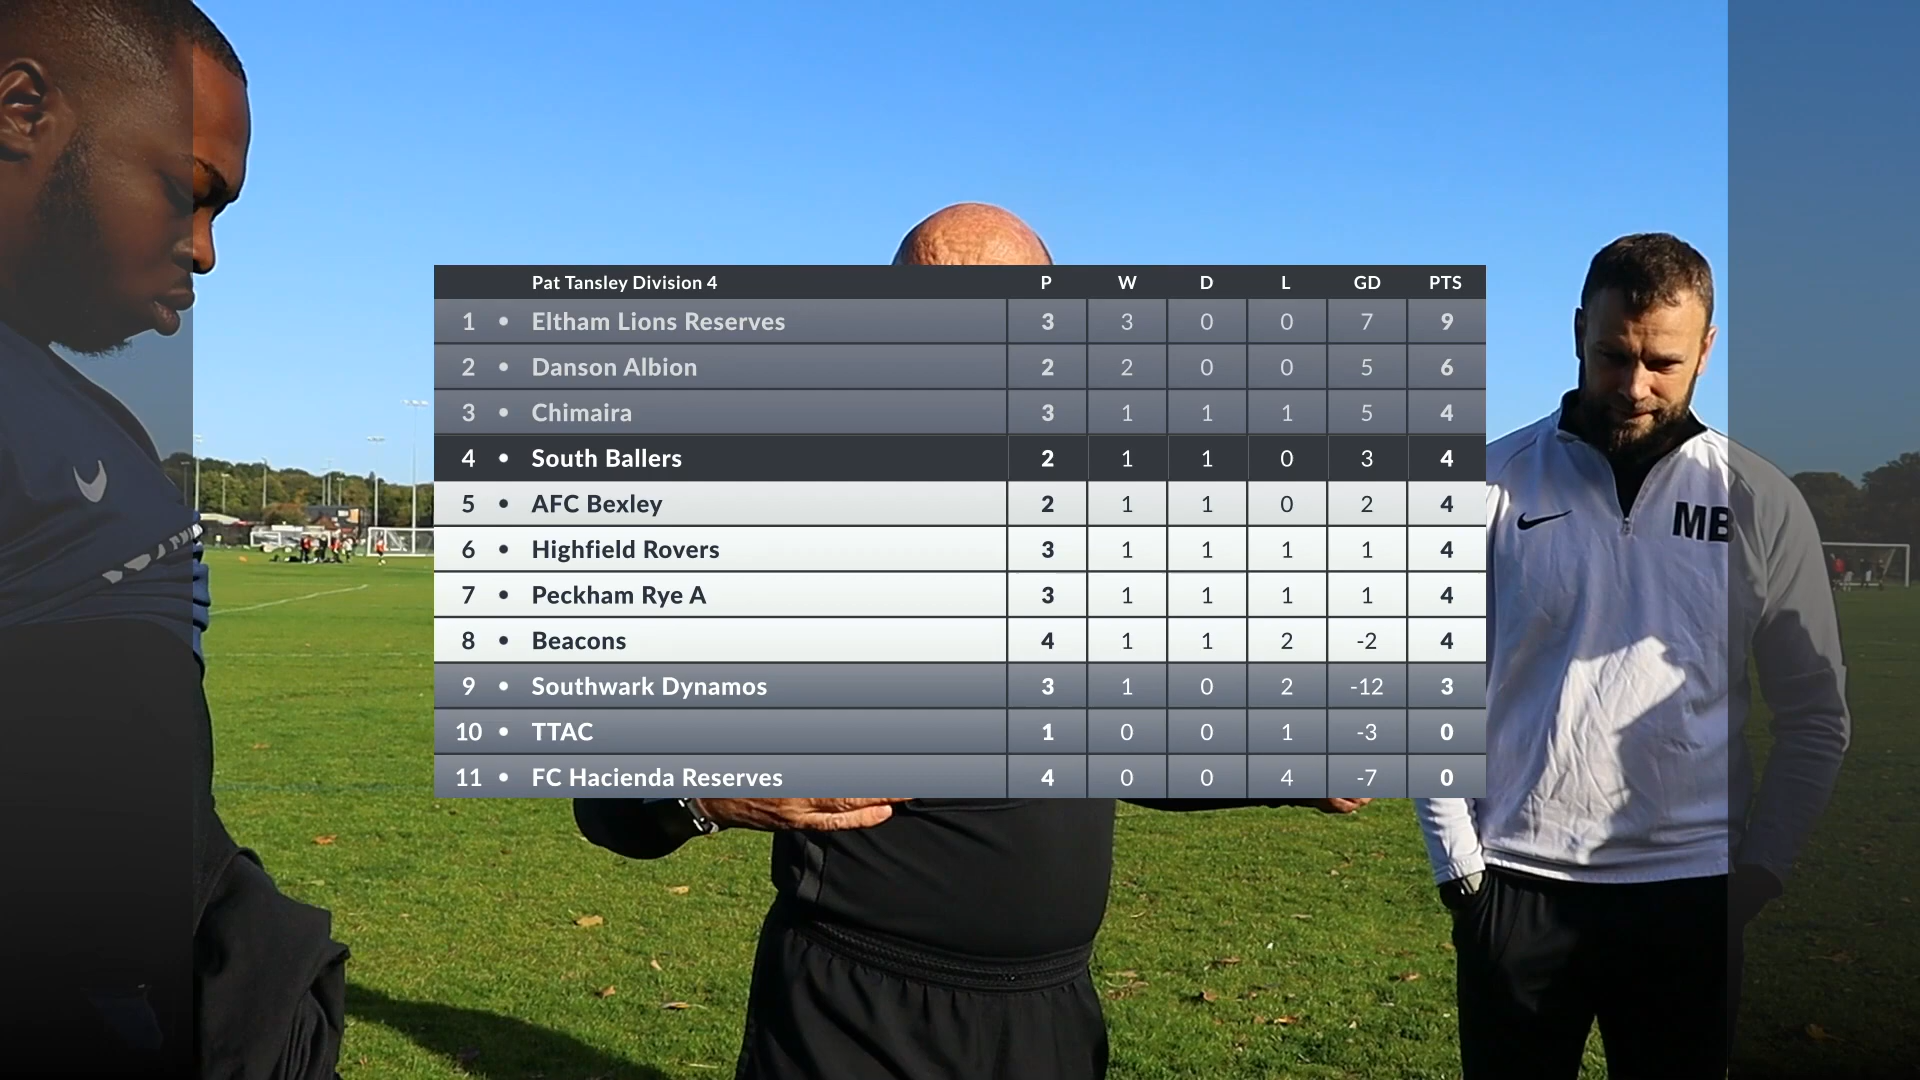 Pat Tansley Division 4 P W D L GD PTS
1 • Eltham Lions Reserves 3 3 0 0 7 9
2 • Danson Albion 2 2 0 0 5 6
3 • Chimaira 3 1 1 1 5 4
4 • South Ballers 2 1 1 0 3 4
5 • AFC Bexley 2 1 1 0 2 4
6 • Highfield Rovers 3 1 1 1 1 4
7 • Peckham Rye A 3 1 1 1 1 4
8 • Beacons 4 1 1 2 -2 4
9 • Southwark Dynamos 3 1 0 2 -12 3
10 • TTAC 1 0 0 1 -3 0
11 • FC Hacienda Reserves 4 0 0 4 -7 0
MB